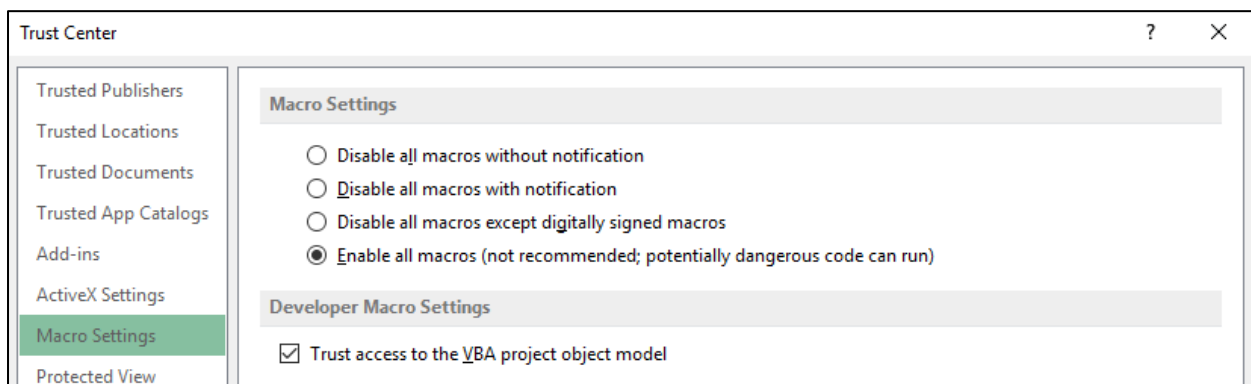 Trust Center
?
Trusted Publishers
Trusted Locations
Trusted Documents
Trusted App Catalogs
Add-ins
ActiveX Settings
Macro Settings
Protected View
Macro Settings
Disable all macros without notification
Disable all macros with notification
Disable all macros except digitally signed macros
Enable all macros (not recommended; potentially dangerous code can run)
Developer Macro Settings
Trust access to the VBA project object model